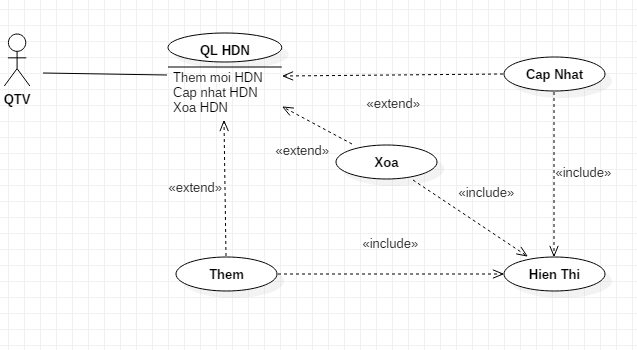 QL HDN
QTV
Them moi HDN
Cap nhat HDN
Xoa HDN
Cap Nhat
«extend»
«extend»
Xoa
«include»
«extend»
«include»
«include»
Them
Hien Thi